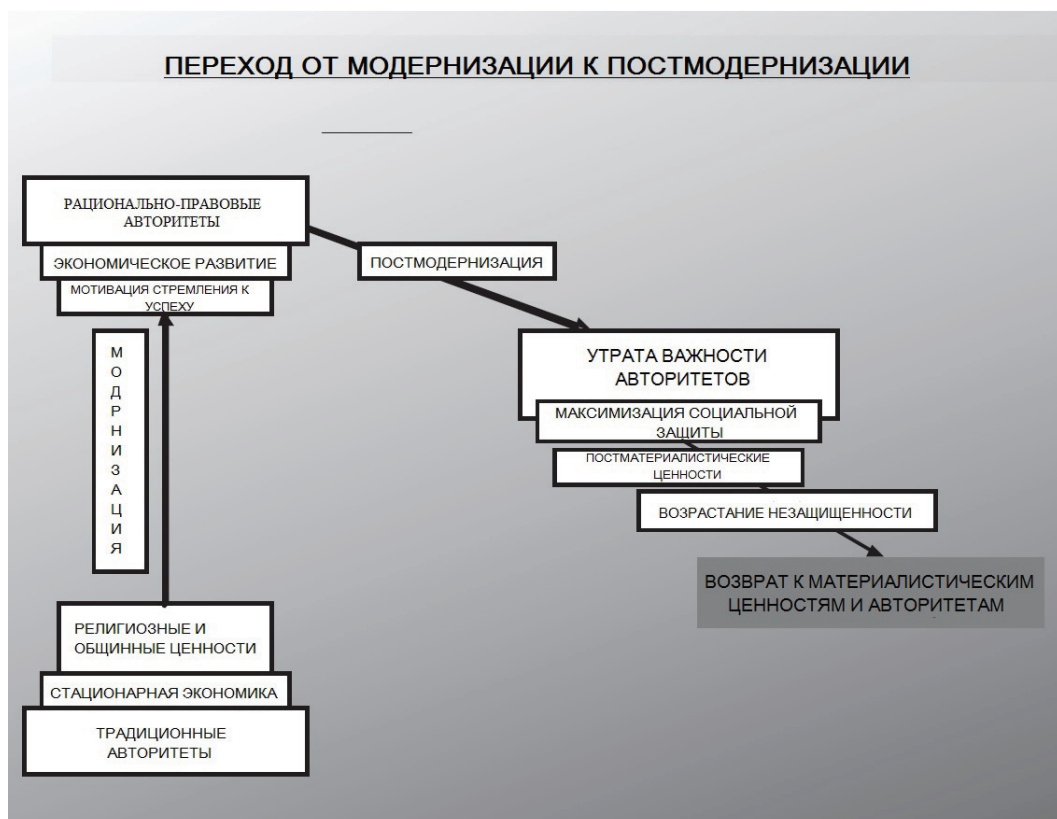 ПЕРЕХОД ОТ МОДЕРНИЗАЦИИ К ПОСТМОДЕРНИЗАЦИИ
РАЦИОНАЛЬНО-ПРАВОВЫЕ
АВТОРИТЕТЫ
ЭКОНОМИЧЕСКОЕ РАЗВИТИЕ
МОТИВАЦИЯ СТРЕМЛЕНИЯ К
УСПЕХУ
ПОСТМОДЕРНИЗАЦИЯ
МОДРНИЗАЦИЯ
УТРАТА ВАЖНОСТИ
АВТОРИТЕТОВ
МАКСИМИЗАЦИЯ СОЦИАЛЬНОЙ
ЗАЩИТЫ
ПОСТМАТЕРИАЛИСТИЧЕСКИЕ
ЦЕННОСТИ
ВОЗРАСТАНИЕ НЕЗАЩИЩЕННОСТИ
ВОЗВРАТ К МАТЕРИАЛИСТИЧЕСКИМ
ЦЕННОСТЯМ И АВТОРИТЕТАМ
РЕЛИГИОЗНЫЕ И
ОБЩИННЫЕ ЦЕННОСТИ
СТАЦИОНАРНАЯ ЭКОНОМИКА
ТРАДИЦИОННЫЕ
АВТОРИТЕТЫ